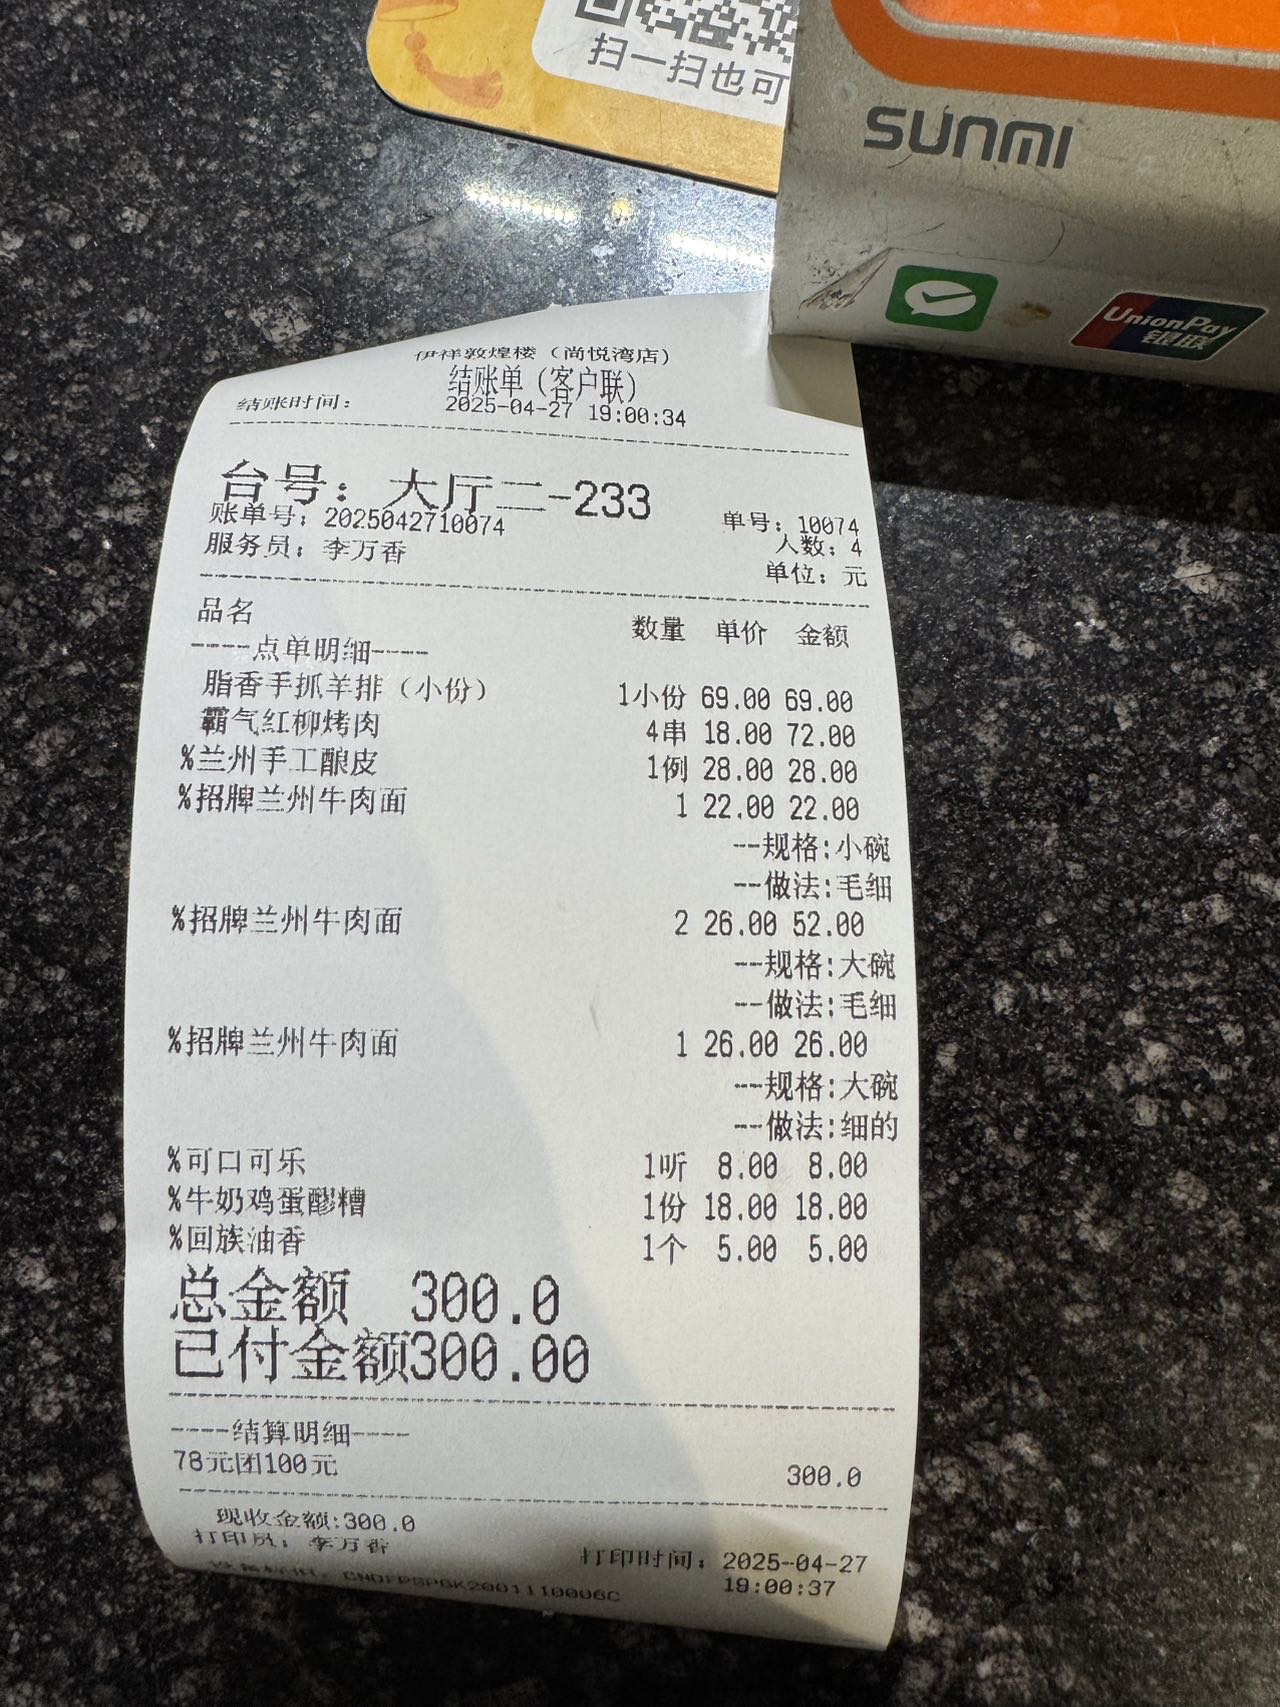 扫一扫也可
sunmi
UnionPay
银联
伊祥敦煌楼（尚悦湾店）
结账单（客户联）
结账时间： 2025-04-27 19:00:34
台号：大厅二-233
账单号：2025042710074 单号：10074
服务员：李万香 人数：4
单位：元
品名 数量 单价 金额
----点单明细----
脂香手抓羊排（小份） 1小份 69.00 69.00
霸气红柳烤肉 4串 18.00 72.00
%兰州手工酿皮 1例 28.00 28.00
%招牌兰州牛肉面 1 22.00 22.00
--规格:小碗
--做法:毛细
%招牌兰州牛肉面 2 26.00 52.00
--规格:大碗
--做法:毛细
%招牌兰州牛肉面 1 26.00 26.00
--规格:大碗
--做法:细的
%可口可乐 1听 8.00 8.00
%牛奶鸡蛋醪糟 1份 18.00 18.00
%回族油香 1个 5.00 5.00
总金额 300.0
已付金额300.00
----结算明细----
78元团100元 300.0
现收金额:300.0
打印员：李万香 打印时间：2025-04-27
19:00:37